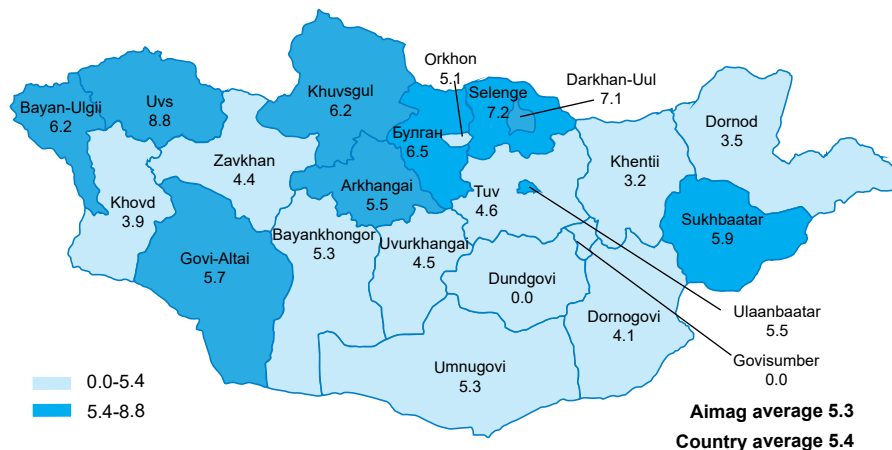 Orkhon
5.1
Darkhan-Uul
7.1
Khuvsgul
6.2
Selenge
7.2
Bayan-Ulgii
6.2
Uvs
8.8
Булган
6.5
Dornod
3.5
Zavkhan
4.4
Khentii
3.2
Arkhangai
5.5
Tuv
4.6
Khovd
3.9
Sukhbaatar
5.9
Bayankhongor
5.3
Uvurkhangai
4.5
Govi-Altai
5.7
Dundgovi
0.0
Dornogovi
4.1
Ulaanbaatar
5.5
Govisumber
0.0
Umnugovi
5.3
0.0-5.4
5.4-8.8
Aimag average 5.3
Country average 5.4